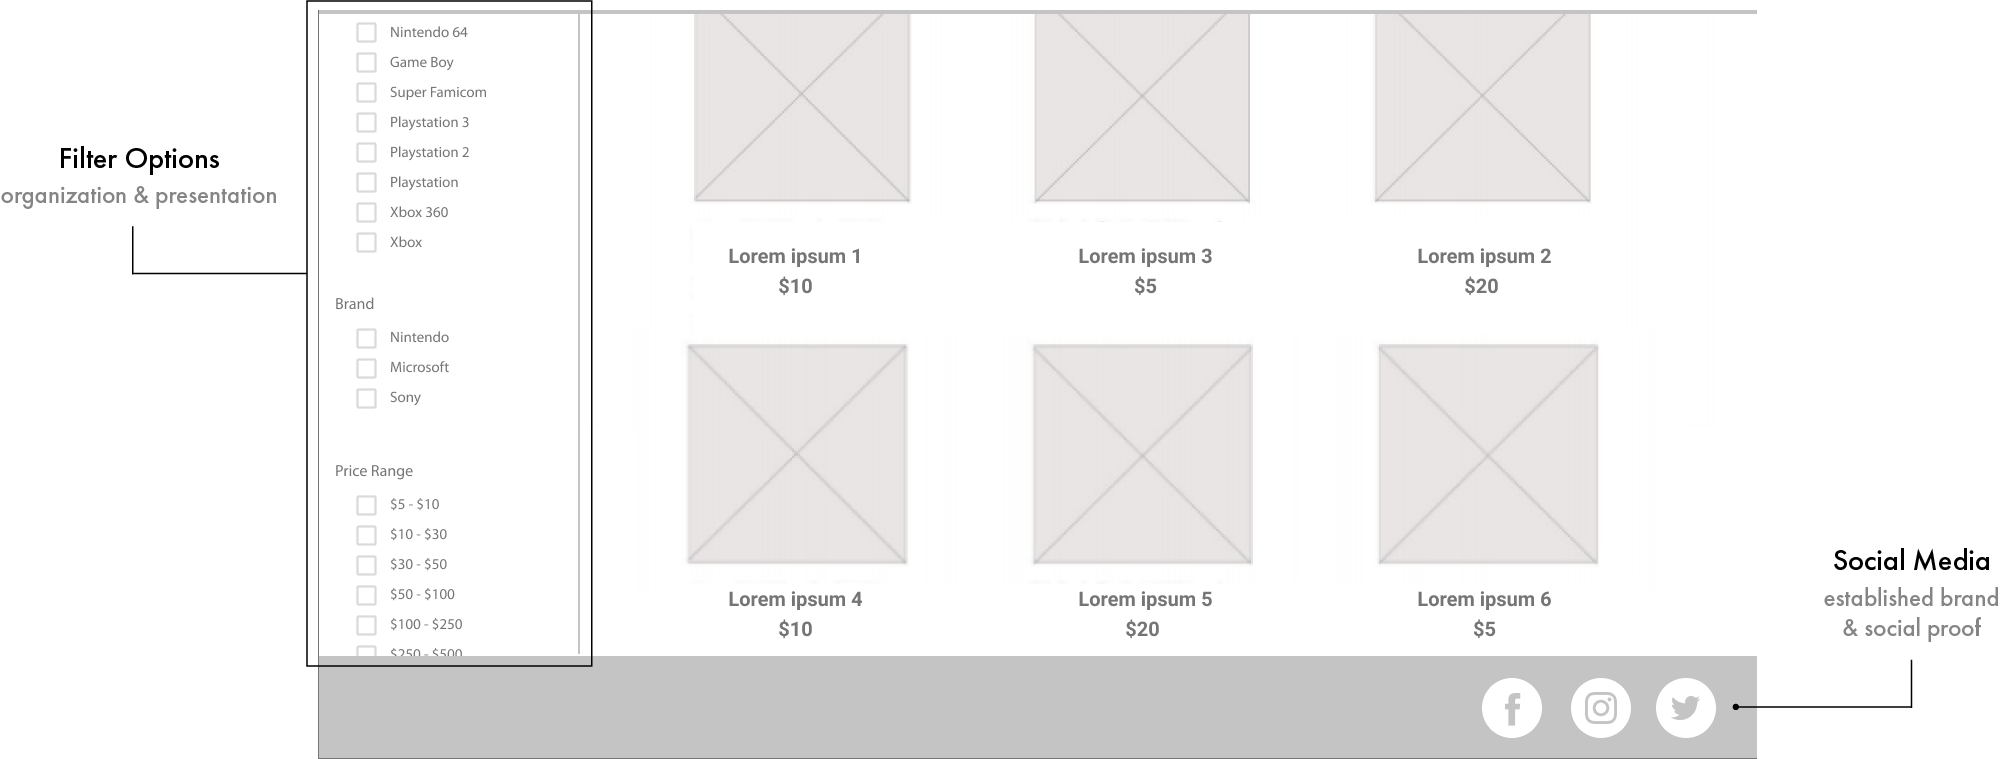 Filter Options
organization & presentation
Nintendo 64
Game Boy
Super Famicom
Playstation 3
Playstation 2
Playstation
Xbox 360
Xbox
Brand
Nintendo
Microsoft
Sony
Price Range
$5 - $10
$10 - $30
$30 - $50
$50 - $100
$100 - $250
$250 - $500
Lorem ipsum 1
$10
Lorem ipsum 3
$5
Lorem ipsum 2
$20
Lorem ipsum 4
$10
Lorem ipsum 5
$20
Lorem ipsum 6
$5
Social Media
established brand
& social proof